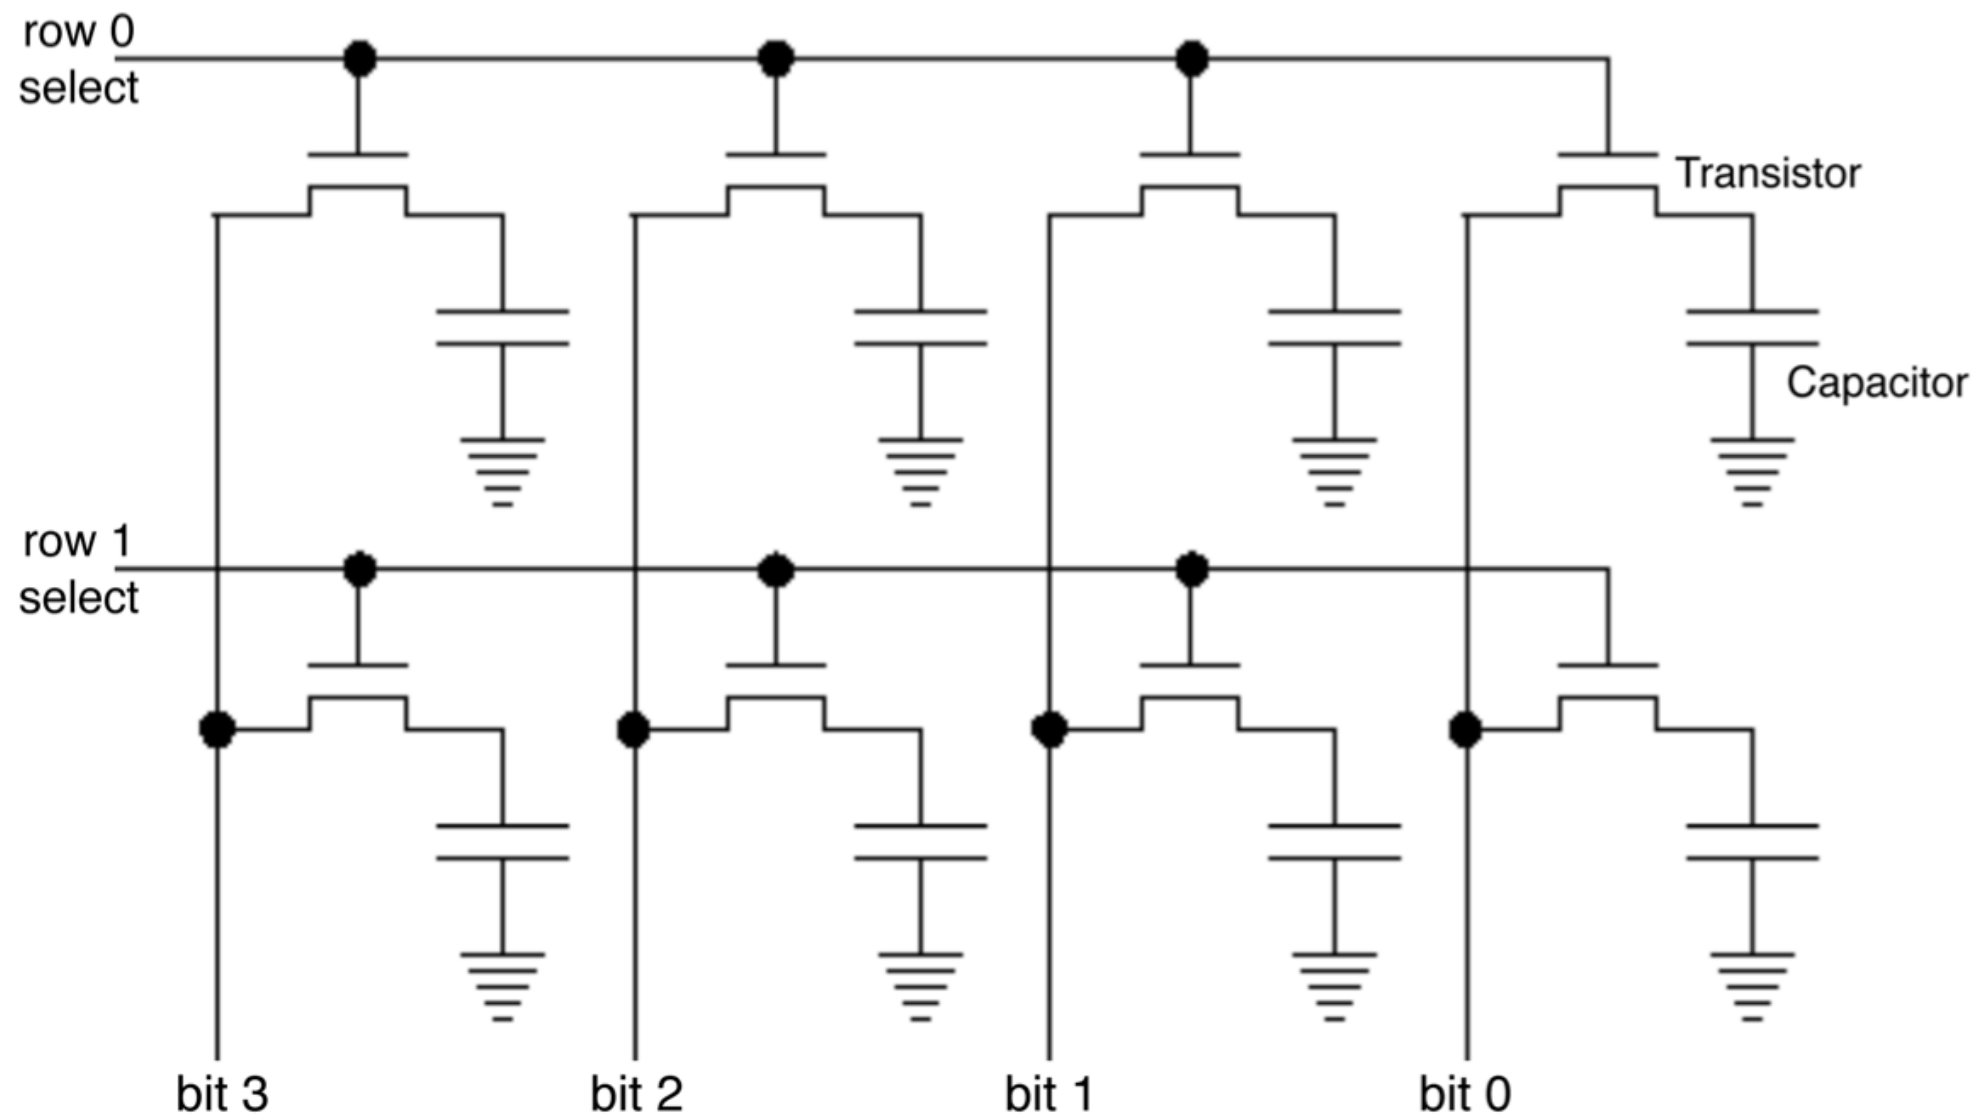 row 0
select
Transistor
Capacitor
row 1
select
bit 3
bit 2
bit 1
bit 0